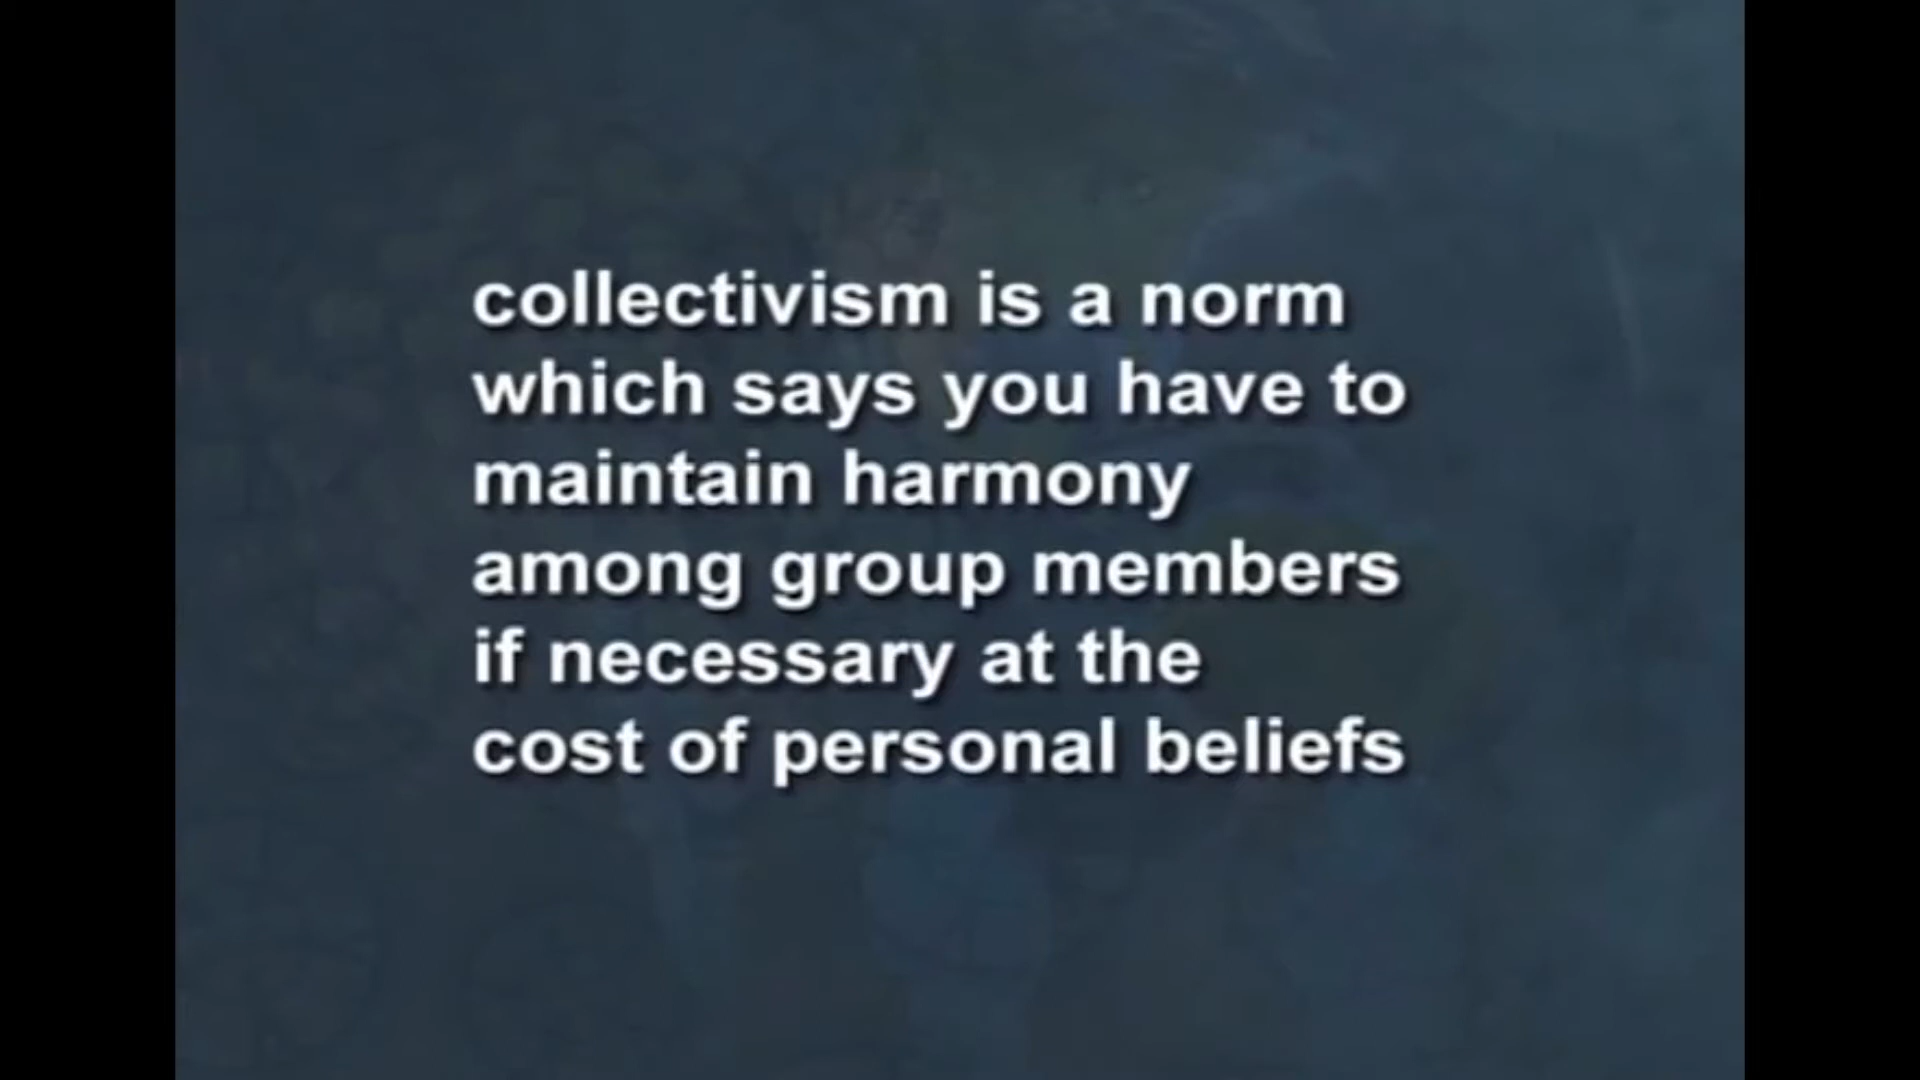 collectivism is a norm
which says you have to
maintain harmony
among group members
if necessary at the
cost of personal beliefs